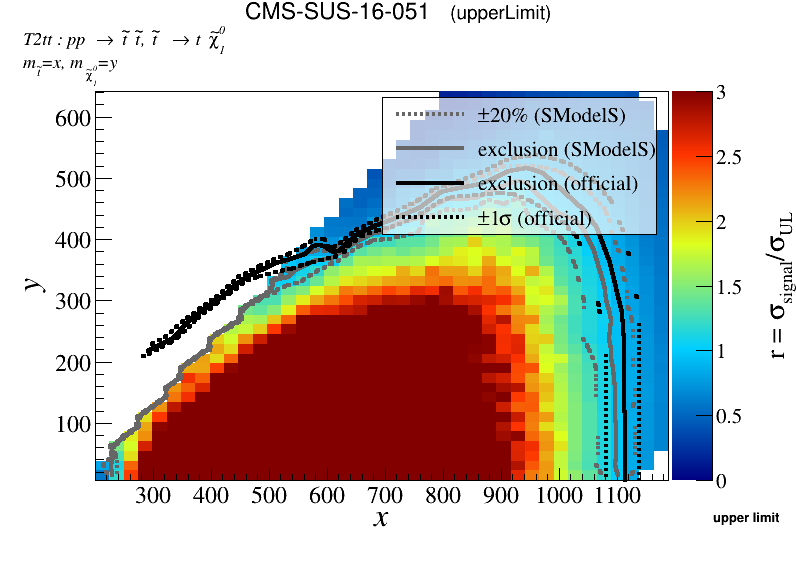 CMS-SUS-16-051 (upperLimit)
T2tt : pp → t̃ t̃, t̃ → t χ̃⁰₁
m_t̃=x, m_χ̃⁰₁=y
±20% (SModelS)
exclusion (SModelS)
exclusion (official)
±1σ (official)
600
500
400
300
200
100
y
300 400 500 600 700 800 900 1000 1100
x
3
2.5
2
1.5
1
0.5
0
r = σ_signal/σ_UL
upper limit